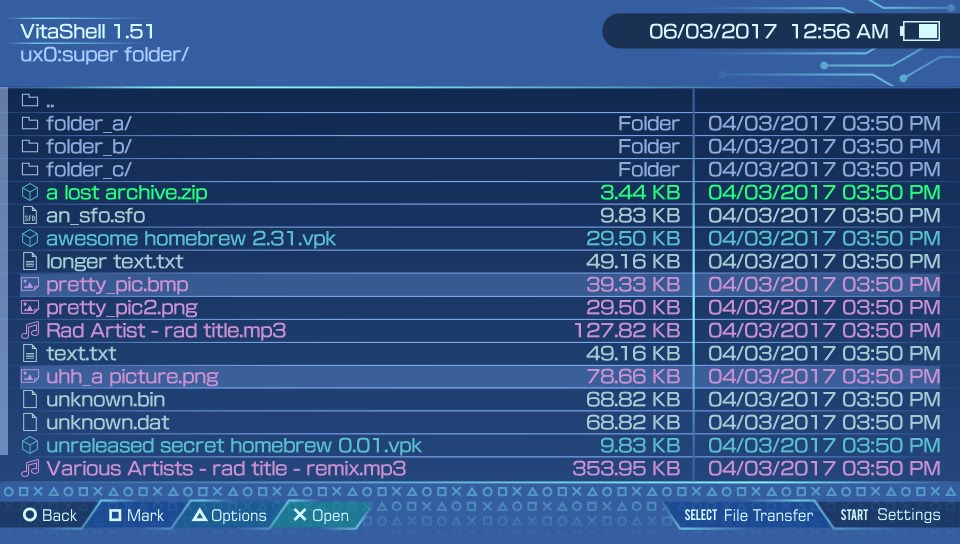 VitaShell 1.51
06/03/2017 12:56 AM
ux0:super folder/
..
folder_a/ Folder 04/03/2017 03:50 PM
folder_b/ Folder 04/03/2017 03:50 PM
folder_c/ Folder 04/03/2017 03:50 PM
a lost archive.zip 3.44 KB 04/03/2017 03:50 PM
SFO an_sfo.sfo 9.83 KB 04/03/2017 03:50 PM
awesome homebrew 2.31.vpk 29.50 KB 04/03/2017 03:50 PM
longer text.txt 49.16 KB 04/03/2017 03:50 PM
pretty_pic.bmp 39.33 KB 04/03/2017 03:50 PM
pretty_pic2.png 29.50 KB 04/03/2017 03:50 PM
Rad Artist - rad title.mp3 127.82 KB 04/03/2017 03:50 PM
text.txt 49.16 KB 04/03/2017 03:50 PM
uhh_a picture.png 78.66 KB 04/03/2017 03:50 PM
unknown.bin 68.82 KB 04/03/2017 03:50 PM
unknown.dat 68.82 KB 04/03/2017 03:50 PM
unreleased secret homebrew 0.01.vpk 9.83 KB 04/03/2017 03:50 PM
Various Artists - rad title - remix.mp3 353.95 KB 04/03/2017 03:50 PM
Back Mark Options Open SELECT File Transfer START Settings